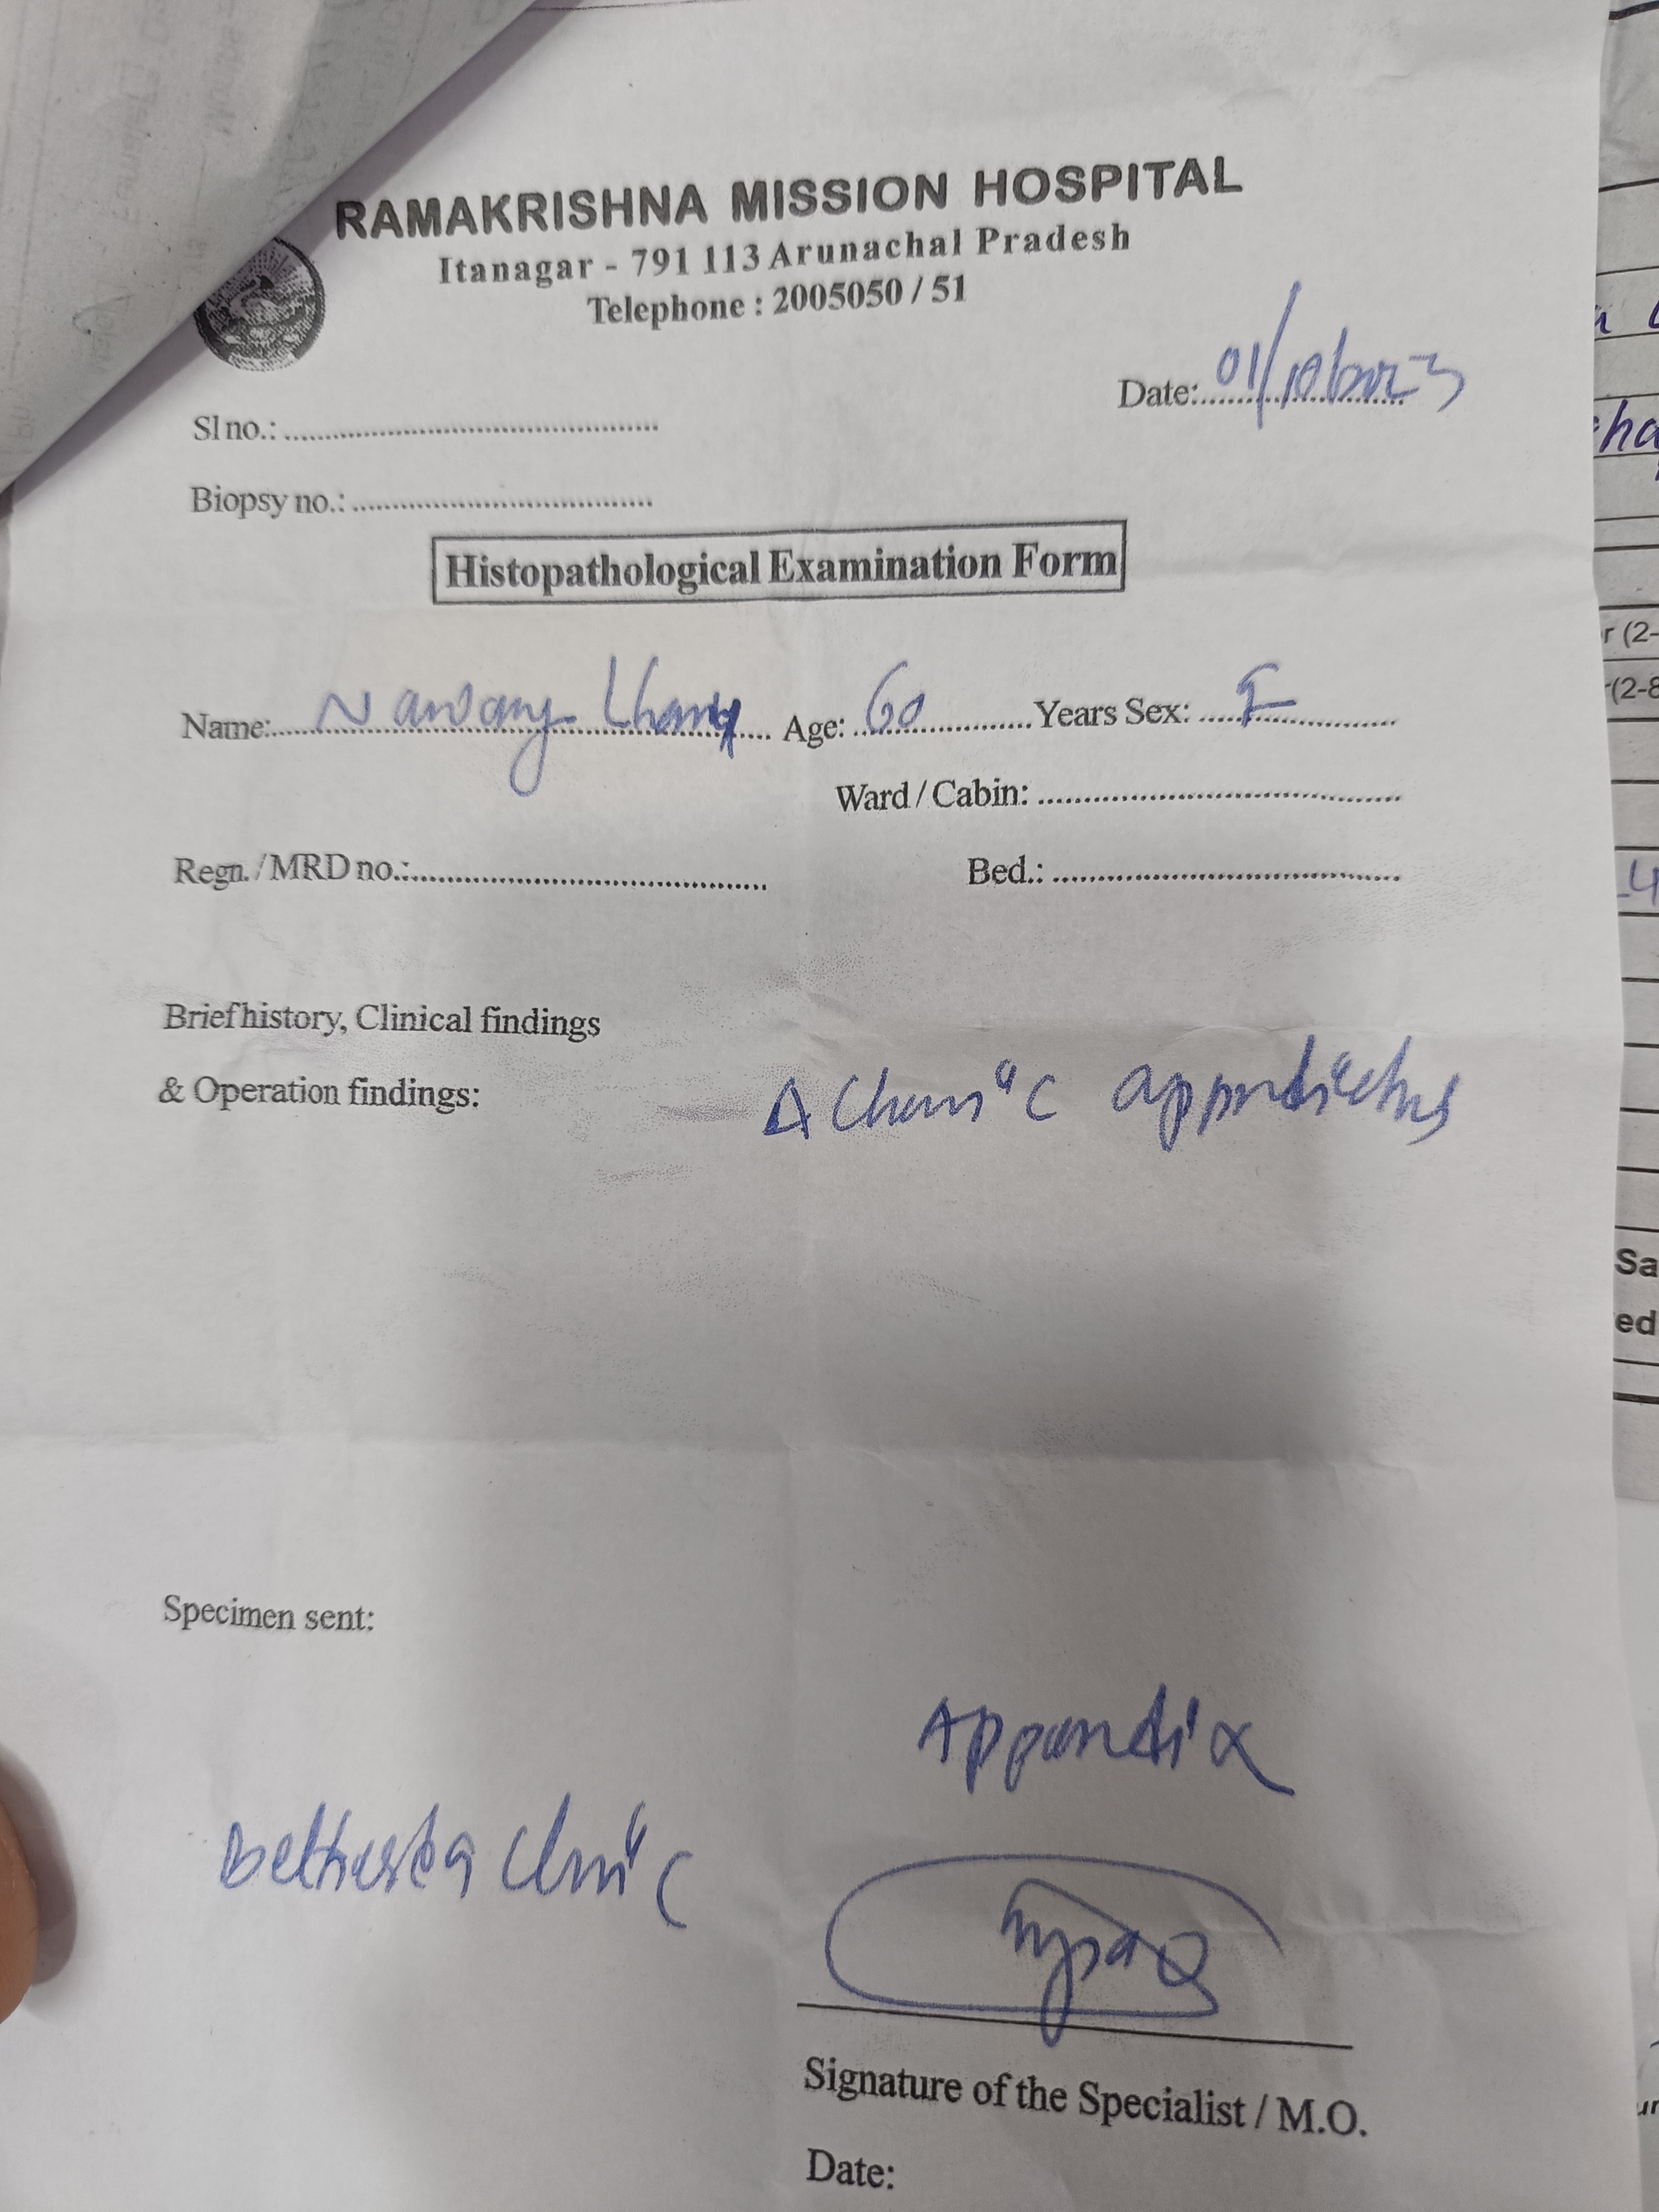 RAMAKRISHNA MISSION HOSPITAL
Itanagar - 791 113 Arunachal Pradesh
Telephone : 2005050 / 51
Date: 01/10/2023
Sl no.:
Biopsy no.:
Histopathological Examination Form
Name: Nawang Age: 60 Years Sex: F
Ward / Cabin:
Regn. / MRD no.:
Bed.:
Brief history, Clinical findings
& Operation findings: Δ Chronic appendicitis
Specimen sent:
Appendix
Bethesda Clinic
Signature of the Specialist / M.O.
Date: